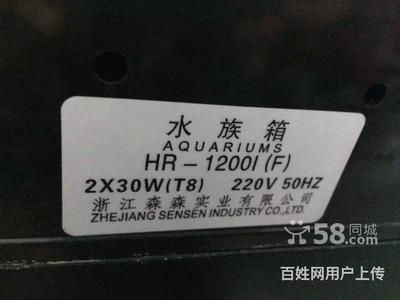 水族箱
AQUARIUMS
HR-1200I(F)
2X30W(T8) 220V 50HZ
浙江森森实业有限公司
ZHEJIANG SENSEN INDUSTRY CO.,LTD.
58同城
百姓网用户上传